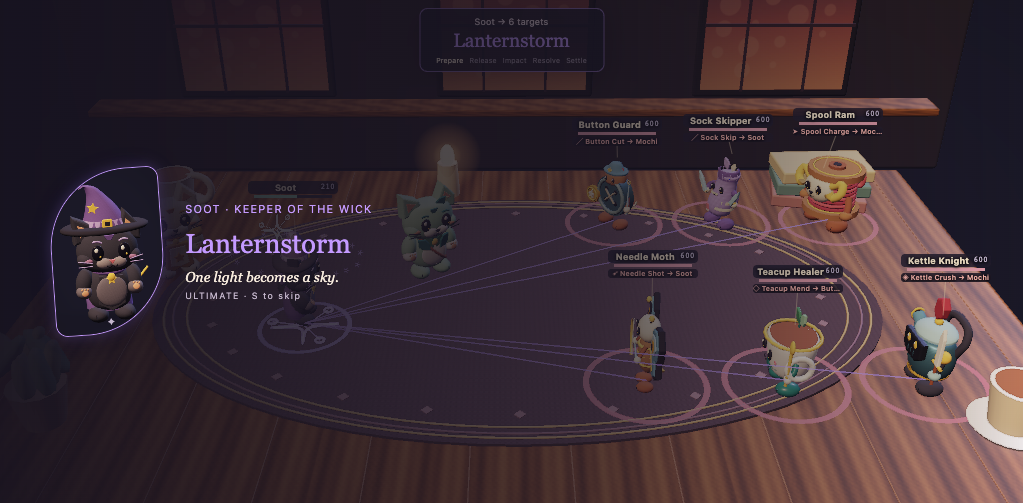 Soot → 6 targets
Lanternstorm
Prepare Release Impact Resolve Settle
Spool Ram 600
➤ Spool Charge → Moc...
Sock Skipper 600
⟋ Sock Skip → Soot
Button Guard 600
⟋ Button Cut → Mochi
Soot 210
SOOT · KEEPER OF THE WICK
Lanternstorm
One light becomes a sky.
ULTIMATE · S to skip
Needle Moth 600
✓ Needle Shot → Soot
Teacup Healer 600
◇ Teacup Mend → But...
Kettle Knight 600
◈ Kettle Crush → Mochi